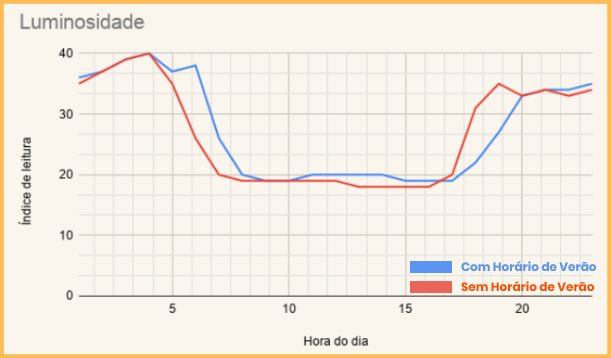 Luminosidade
40
30
20
10
0
Índice de leitura
5
10
15
20
Hora do dia
Com Horário de Verão
Sem Horário de Verão